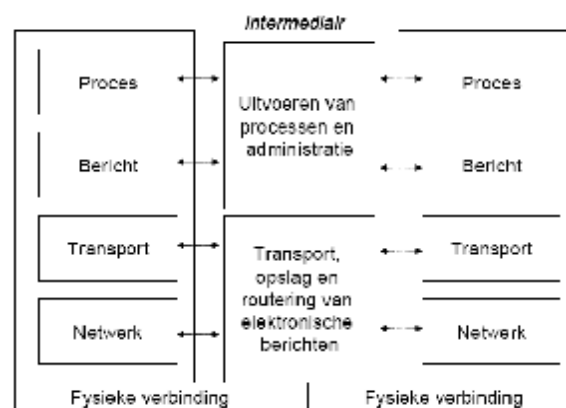 Intermediair
Proces
Bericht
Transport
Netwerk
Uitvoeren van
processen en
administratie
Transport,
opslag en
routering van
elektronische
berichten
Proces
Bericht
Transport
Netwerk
Fysieke verbinding
Fysieke verbinding